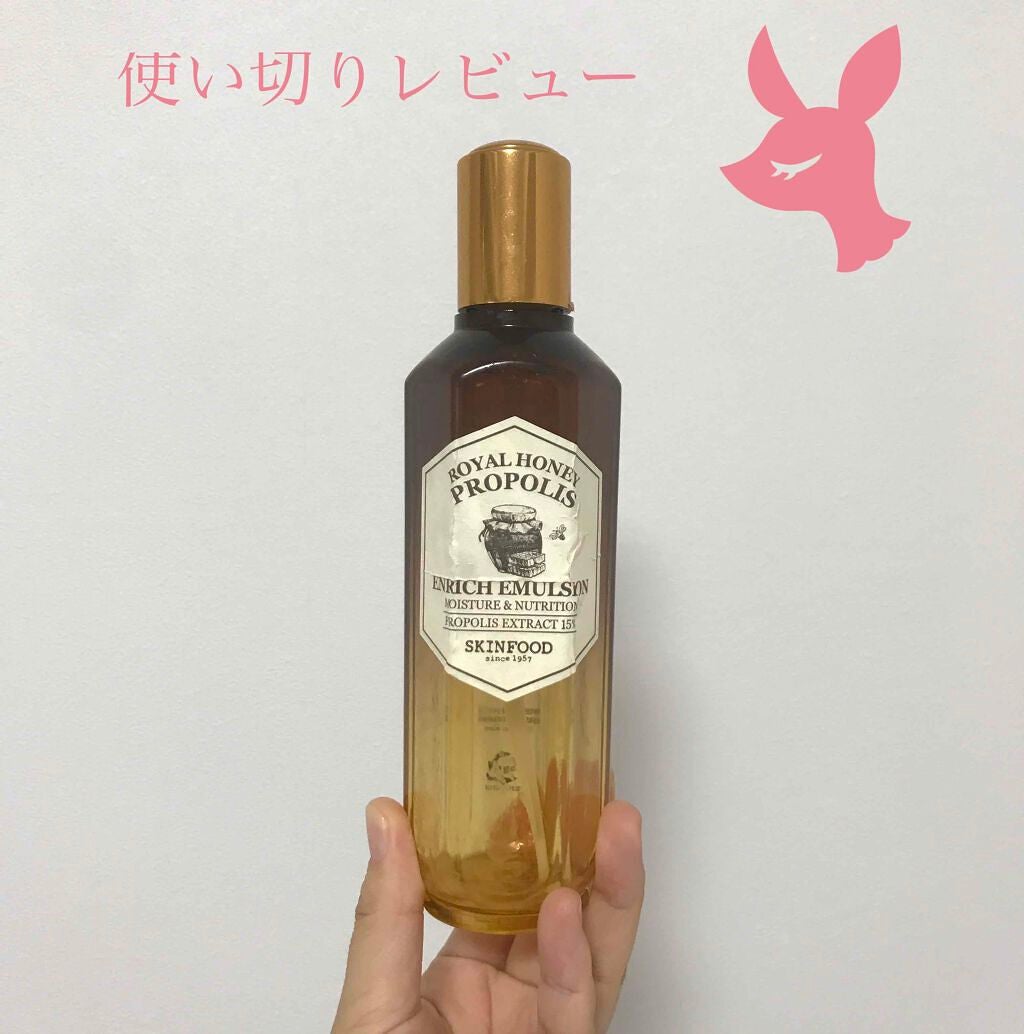 使い切りレビュー
ROYAL HONEY
PROPOLIS
ENRICH EMULSION
MOISTURE & NUTRITION
PROPOLIS EXTRACT 15%
SKINFOOD
since 1957